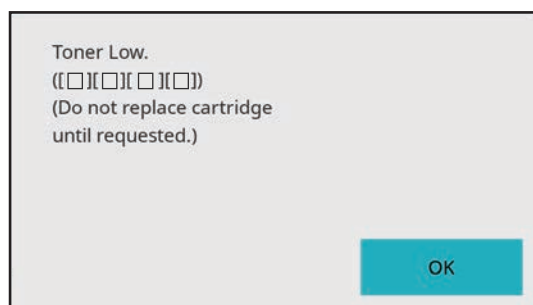 Toner Low.
([□][□][ □ ][□])
(Do not replace cartridge
until requested.)
OK